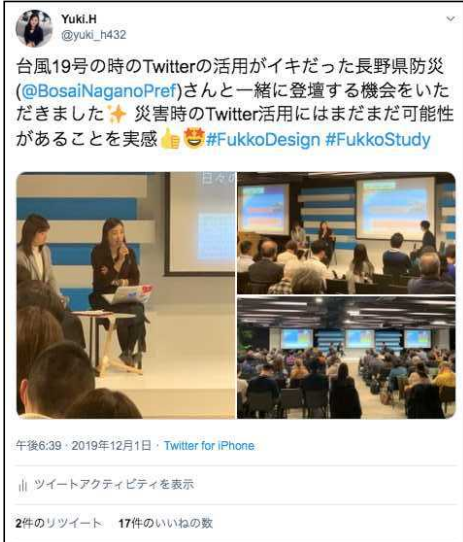 Yuki.H
@yuki_h432
台風19号の時のTwitterの活用がイキだった長野県防災
(@BosaiNaganoPref)さんと一緒に登壇する機会をいた
だきました✨ 災害時のTwitter活用にはまだまだ可能性
があることを実感👍🤩#FukkoDesign #FukkoStudy
日々の
午後6:39 · 2019年12月1日 · Twitter for iPhone
ツイートアクティビティを表示
2件のリツイート 17件のいいねの数